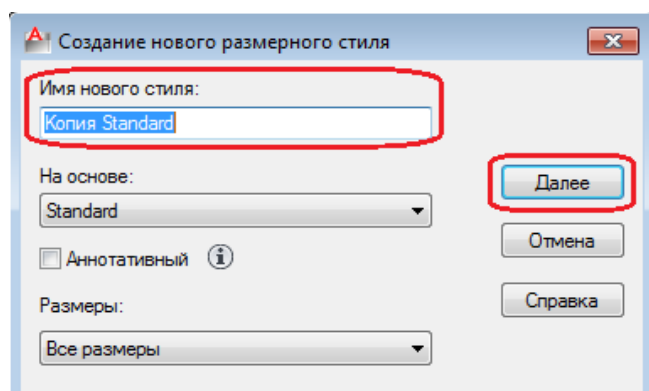 Создание нового размерного стиля
Имя нового стиля:
Копия Standard
На основе:
Standard
Далее
Аннотативный
Отмена
Размеры:
Справка
Все размеры